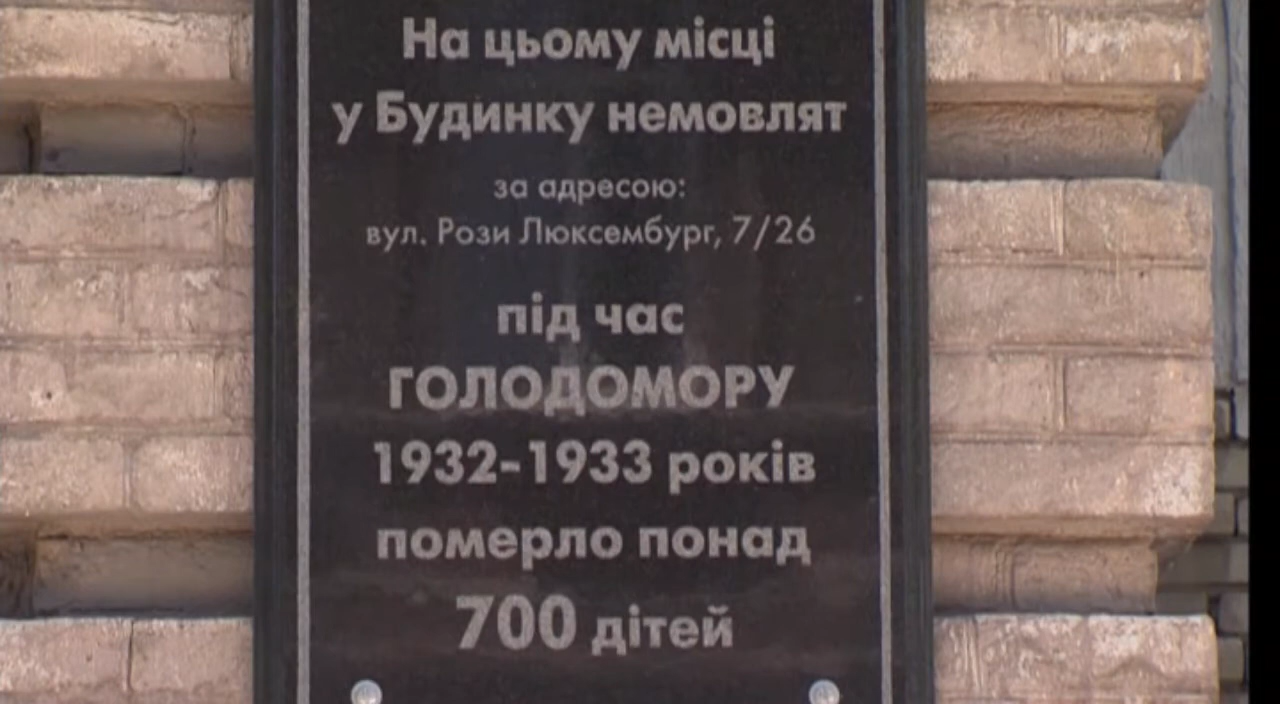 На цьому місці
у Будинку немовлят
за адресою:
вул. Рози Люксембург, 7/26
під час
ГОЛОДОМОРУ
1932-1933 років
померло понад
700 дітей